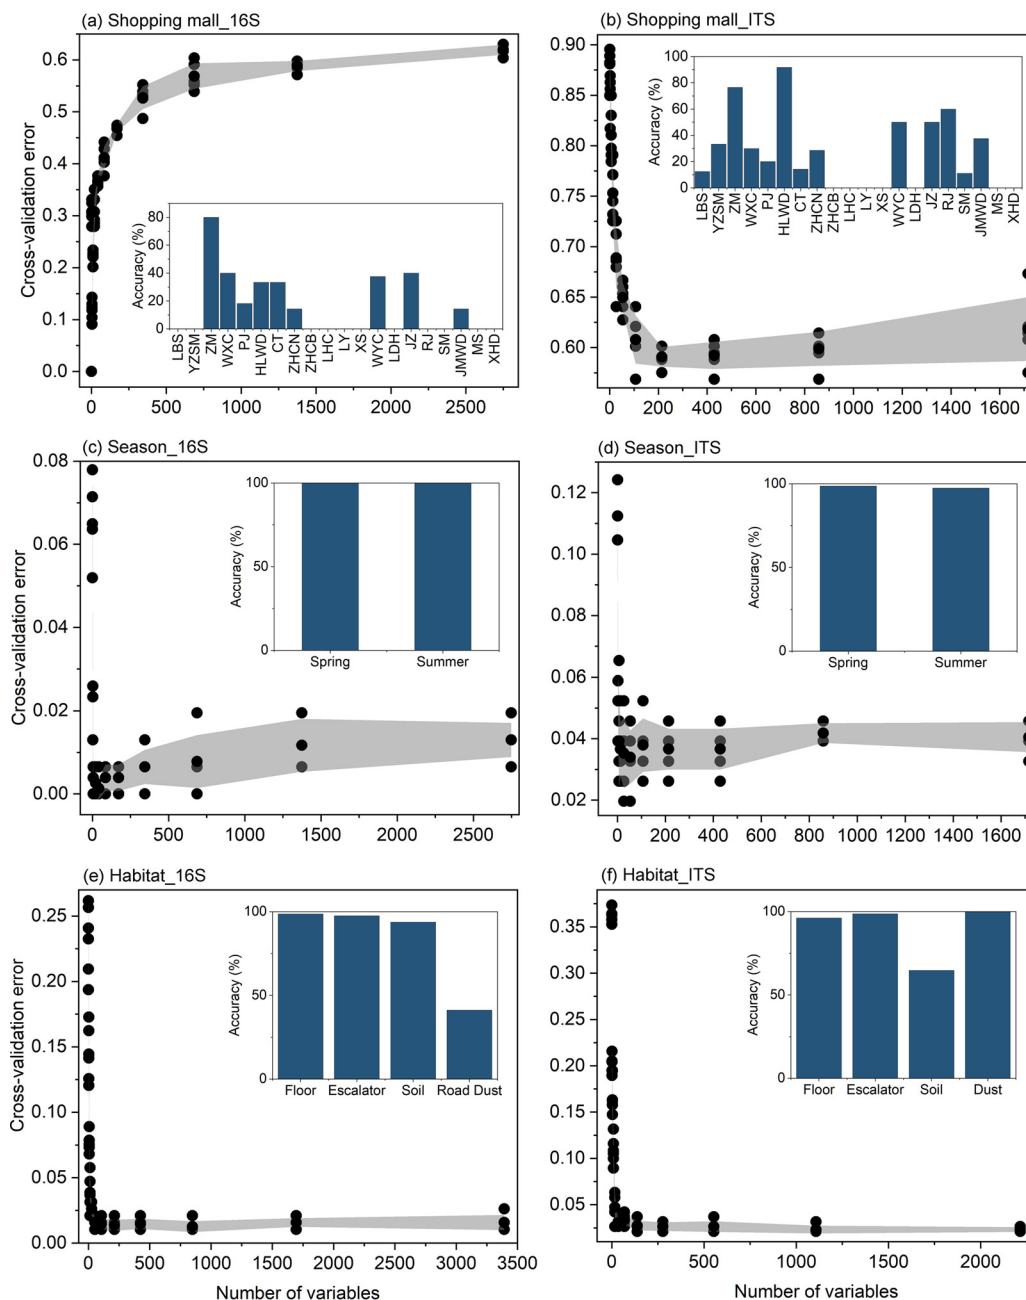 (a) Shopping mall_16S
Cross-validation error
0.6
0.5
0.4
0.3
0.2
0.1
0.0
0 500 1000 1500 2000 2500
Accuracy (%)
80
60
40
20
0
LBS YZSM ZM WXC PJ HLWD CT ZHCN ZHCB LHC LY XS WYC LDH JZ RJ SM JMWD MS XHD
(b) Shopping mall_ITS
0.90
0.85
0.80
0.75
0.70
0.65
0.60
0 200 400 600 800 1000 1200 1400 1600
Accuracy (%)
100
80
60
40
20
0
LBS YZSM ZM WXC PJ HLWD CT ZHCN ZHCB LHC LY XS WYC LDH JZ RJ SM JMWD MS XHD
(c) Season_16S
Cross-validation error
0.08
0.06
0.04
0.02
0.00
0 500 1000 1500 2000 2500
Accuracy (%)
100
50
0
Spring Summer
(d) Season_ITS
0.12
0.10
0.08
0.06
0.04
0.02
0 200 400 600 800 1000 1200 1400 1600
Accuracy (%)
100
50
0
Spring Summer
(e) Habitat_16S
Cross-validation error
0.25
0.20
0.15
0.10
0.05
0.00
0 500 1000 1500 2000 2500 3000 3500
Number of variables
Accuracy (%)
100
50
0
Floor Escalator Soil Road Dust
(f) Habitat_ITS
0.35
0.30
0.25
0.20
0.15
0.10
0.05
0 500 1000 1500 2000
Number of variables
Accuracy (%)
100
50
0
Floor Escalator Soil Dust